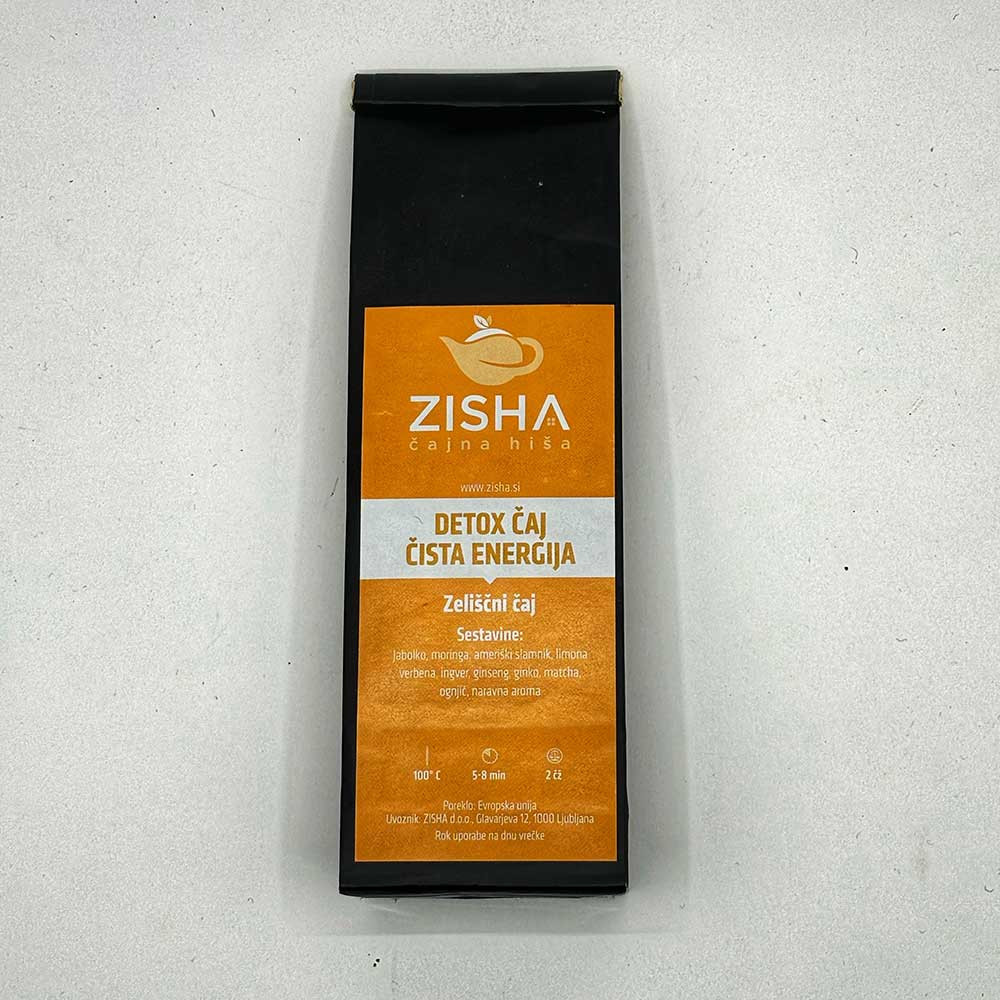 ZISHA
čajna hiša
www.zisha.si
DETOX ČAJ
ČISTA ENERGIJA
Zeliščni čaj
Sestavine:
Jabolko, moringa, ameriški slamnik, limona
verbena, ingver, ginseng, ginko, matcha,
ognjič, naravna aroma
100° C 5-8 min 2 čž
Poreklo: Evropska unija
Uvoznik: ZISHA d.o.o., Glavarjeva 12, 1000 Ljubljana
Rok uporabe na dnu vrečke